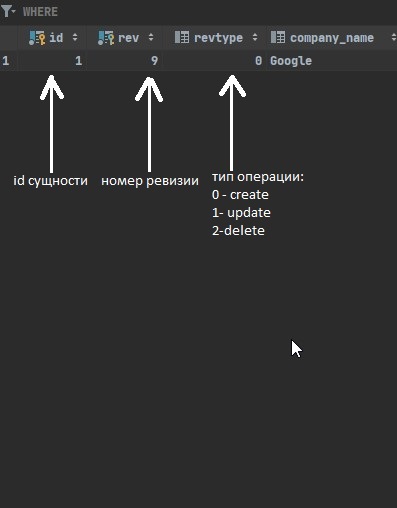 WHERE
id rev revtype company_name
1 1 9 0 Google
id сущности номер ревизии тип операции:
0 - create
1- update
2-delete